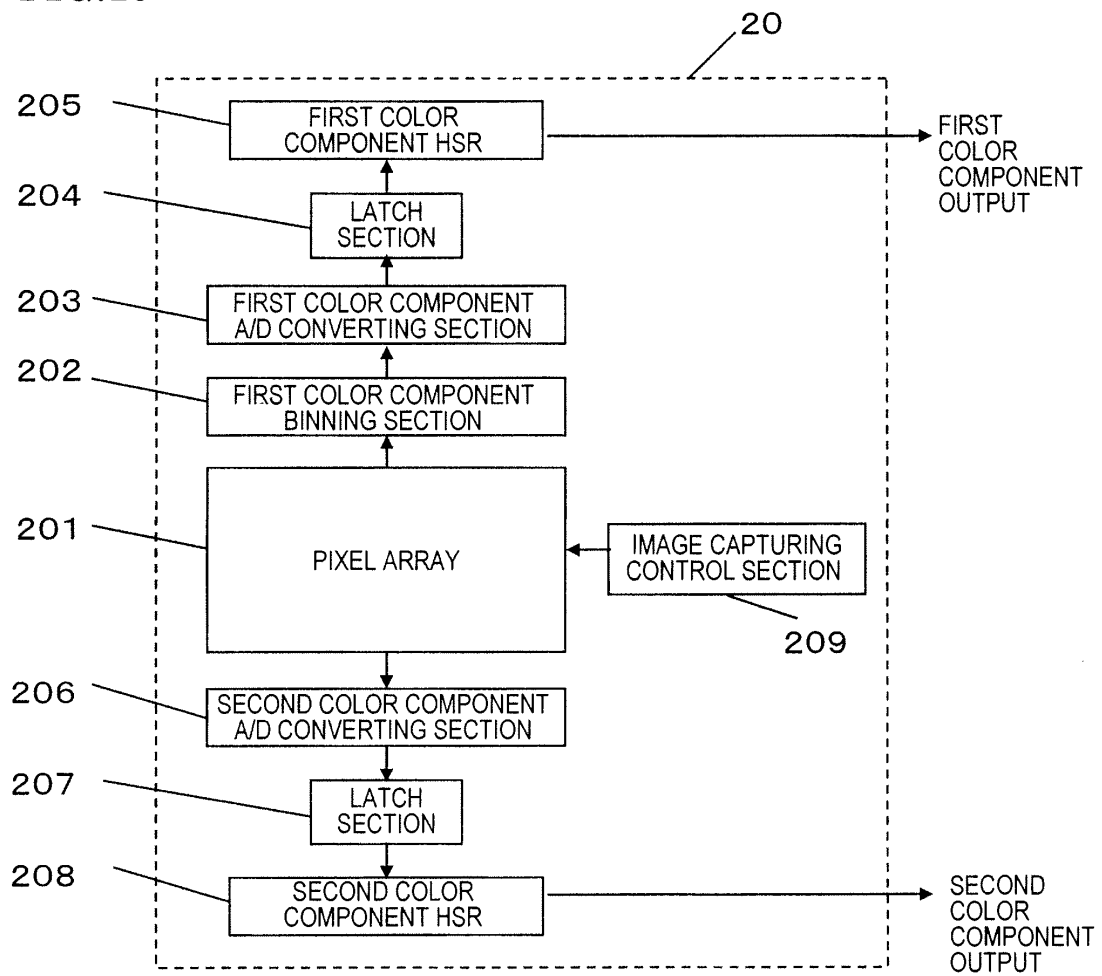 20
205
FIRST COLOR
COMPONENT HSR
FIRST
COLOR
COMPONENT
OUTPUT
204
LATCH
SECTION
203
FIRST COLOR COMPONENT
A/D CONVERTING SECTION
202
FIRST COLOR COMPONENT
BINNING SECTION
201
PIXEL ARRAY
IMAGE CAPTURING
CONTROL SECTION
209
206
SECOND COLOR COMPONENT
A/D CONVERTING SECTION
207
LATCH
SECTION
208
SECOND COLOR
COMPONENT HSR
SECOND
COLOR
COMPONENT
OUTPUT